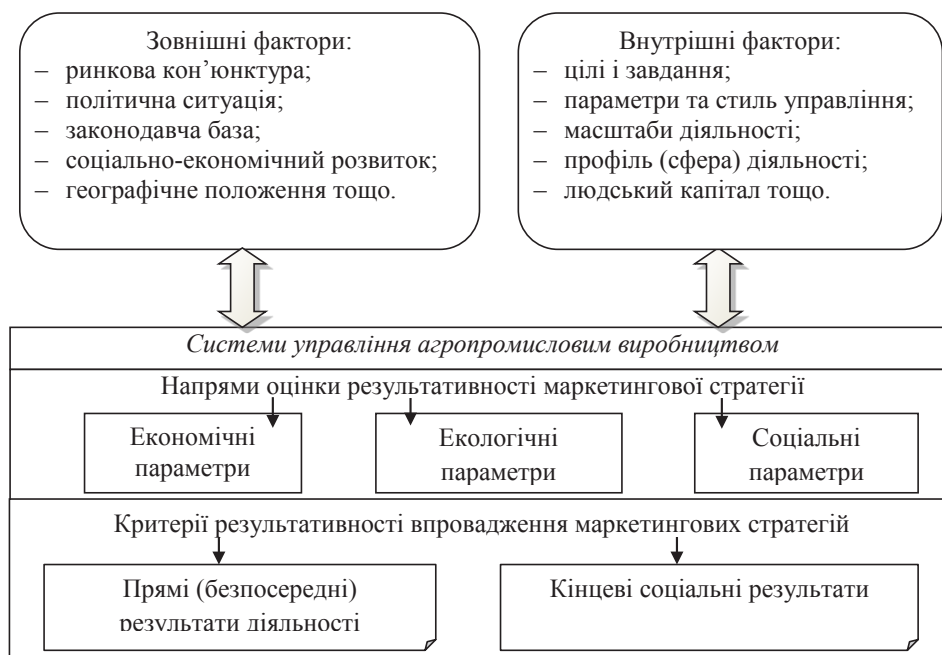 Зовнішні фактори:
– ринкова кон’юнктура;
– політична ситуація;
– законодавча база;
– соціально-економічний розвиток;
– географічне положення тощо.
Внутрішні фактори:
– цілі і завдання;
– параметри та стиль управління;
– масштаби діяльності;
– профіль (сфера) діяльності;
– людський капітал тощо.
Системи управління агропромисловим виробництвом
Напрями оцінки результативності маркетингової стратегії
Економічні
параметри
Екологічні
параметри
Соціальні
параметри
Критерії результативності впровадження маркетингових стратегій
Прямі (безпосередні)
результати діяльності
Кінцеві соціальні результати